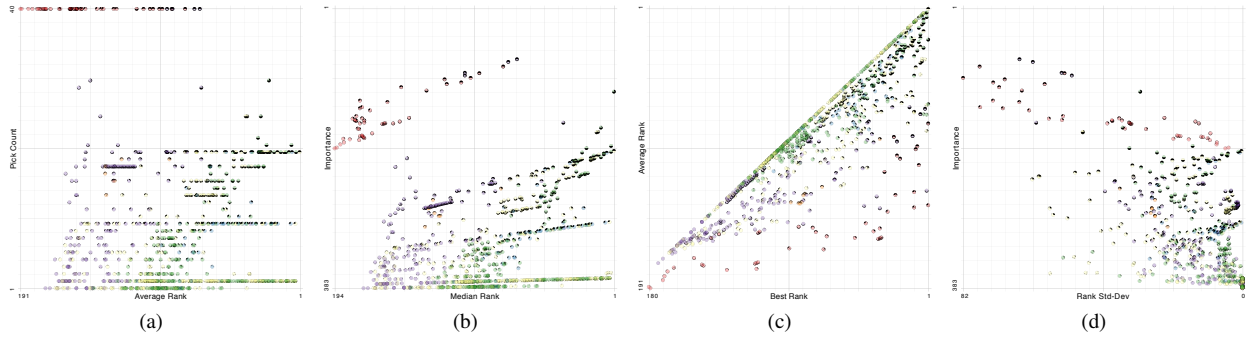 40
Pick Count
1
191
Average Rank
1
(a)
1
Importance
383
194
Median Rank
1
(b)
1
Average Rank
191
180
Best Rank
1
(c)
1
Importance
383
82
Rank Std-Dev
0
(d)